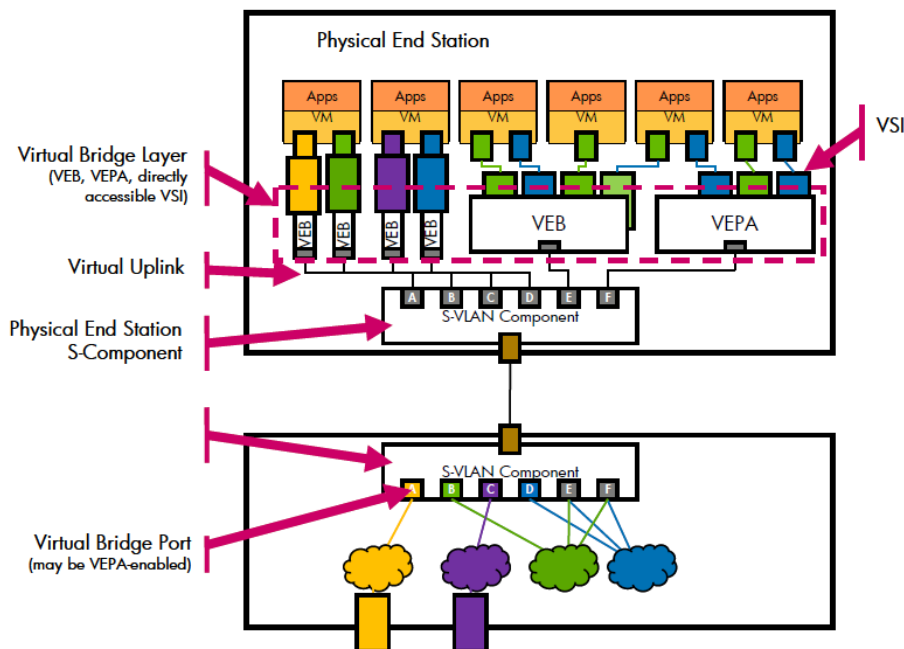 Physical End Station
Apps
VM
Apps
VM
Apps
VM
Apps
VM
Apps
VM
Apps
VM
VSI
Virtual Bridge Layer
(VEB, VEPA, directly
accessible VSI)
VEB
VEB
VEB
VEB
VEB
VEPA
Virtual Uplink
A B C D E F
S-VLAN Component
Physical End Station
S-Component
S-VLAN Component
A B C D E F
Virtual Bridge Port
(may be VEPA-enabled)